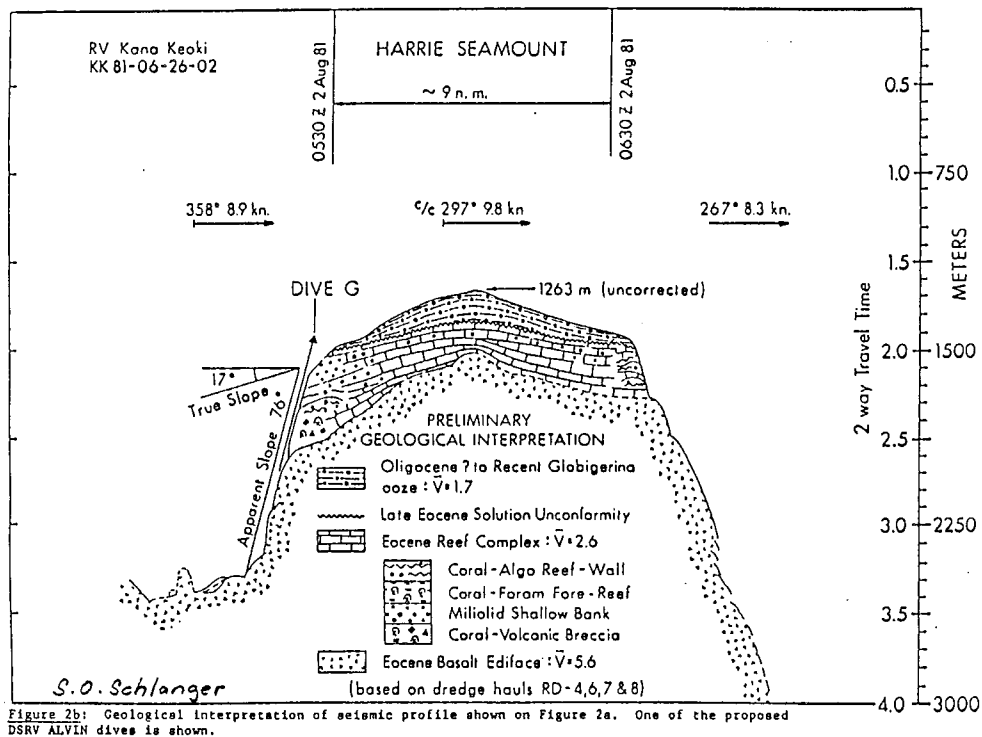 RV Kana Keoki
KK 81-06-26-02
HARRIE SEAMOUNT
~ 9 n. m.
0530 Z 2 Aug 81
0630 Z 2 Aug 81
358° 8.9 kn.
c/c 297° 9.8 kn
267° 8.3 kn.
DIVE G
1263 m (uncorrected)
17°
True Slope
Apparent Slope 76°
PRELIMINARY
GEOLOGICAL INTERPRETATION
Oligocene ? to Recent Globigerina
ooze : V̄=1.7
Late Eocene Solution Unconformity
Eocene Reef Complex : V̄=2.6
Coral-Algo Reef-Wall
Coral-Foram Fore-Reef
Miliolid Shallow Bank
Coral-Volcanic Breccia
Eocene Basalt Ediface : V̄=5.6
(based on dredge hauls RD-4,6,7 & 8)
S.O. Schlanger
0.5
1.0
1.5
2.0
2.5
3.0
3.5
4.0
2 way Travel Time
750
1500
2250
3000
METERS
Figure 2b: Geological interpretation of seismic profile shown on Figure 2a. One of the proposed
DSRV ALVIN dives is shown.